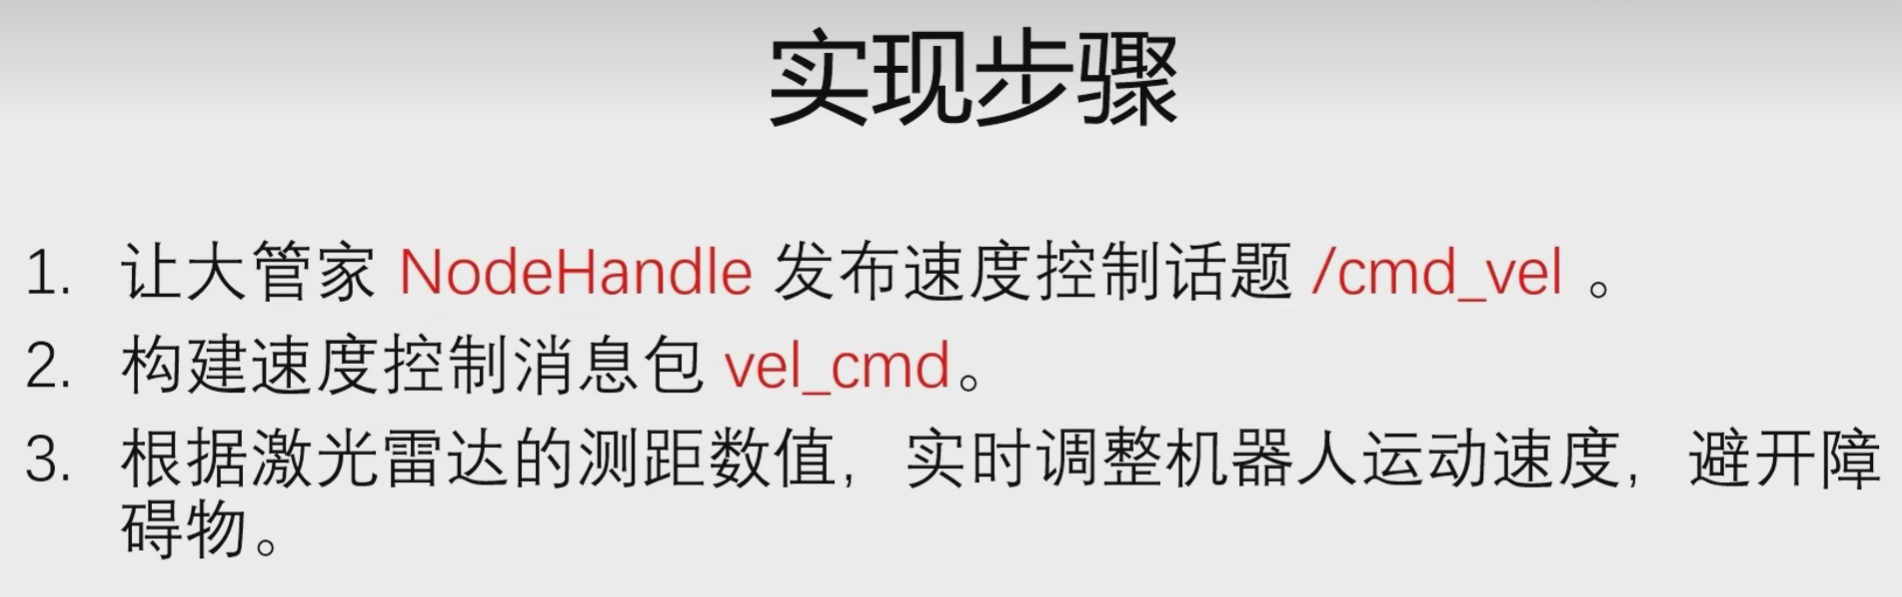 实现步骤
1. 让大管家 NodeHandle 发布速度控制话题 /cmd_vel 。
2. 构建速度控制消息包 vel_cmd。
3. 根据激光雷达的测距数值，实时调整机器人运动速度，避开障
碍物。